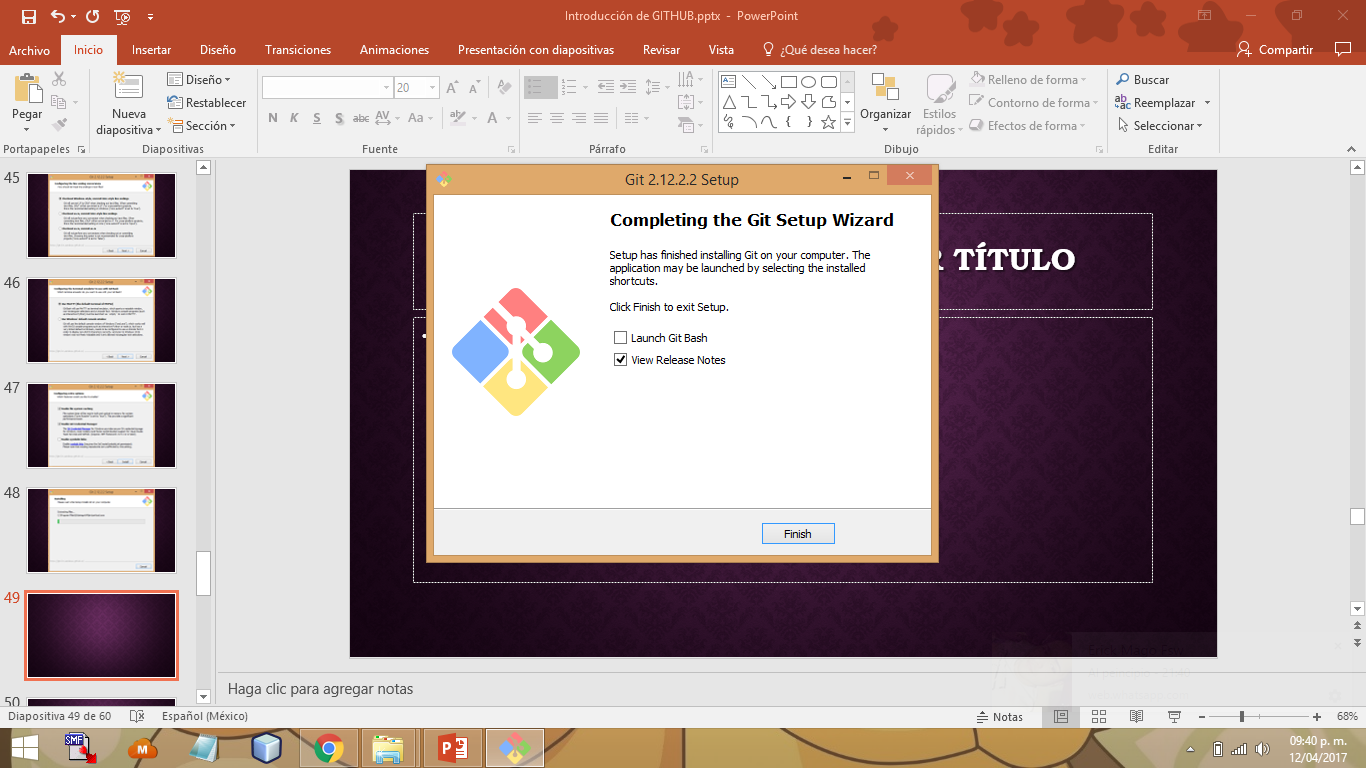 Introducción de GITHUB.pptx - PowerPoint
Archivo Inicio Insertar Diseño Transiciones Animaciones Presentación con diapositivas Revisar Vista ¿Qué desea hacer? Compartir
Pegar
Portapapeles
Nueva diapositiva
Diseño
Restablecer
Sección
Diapositivas
20
N K S S abc AV Aa A
Fuente
Párrafo
Organizar
Estilos rápidos
Relleno de forma
Contorno de forma
Efectos de forma
Dibujo
Buscar
Reemplazar
Seleccionar
Editar
45
46
47
48
49
50
R TÍTULO
Git 2.12.2.2 Setup
Completing the Git Setup Wizard
Setup has finished installing Git on your computer. The
application may be launched by selecting the installed
shortcuts.
Click Finish to exit Setup.
Launch Git Bash
View Release Notes
Finish
Haga clic para agregar notas
Diapositiva 49 de 60 Español (México) Notas 68%
SMF
09:40 p. m.
12/04/2017